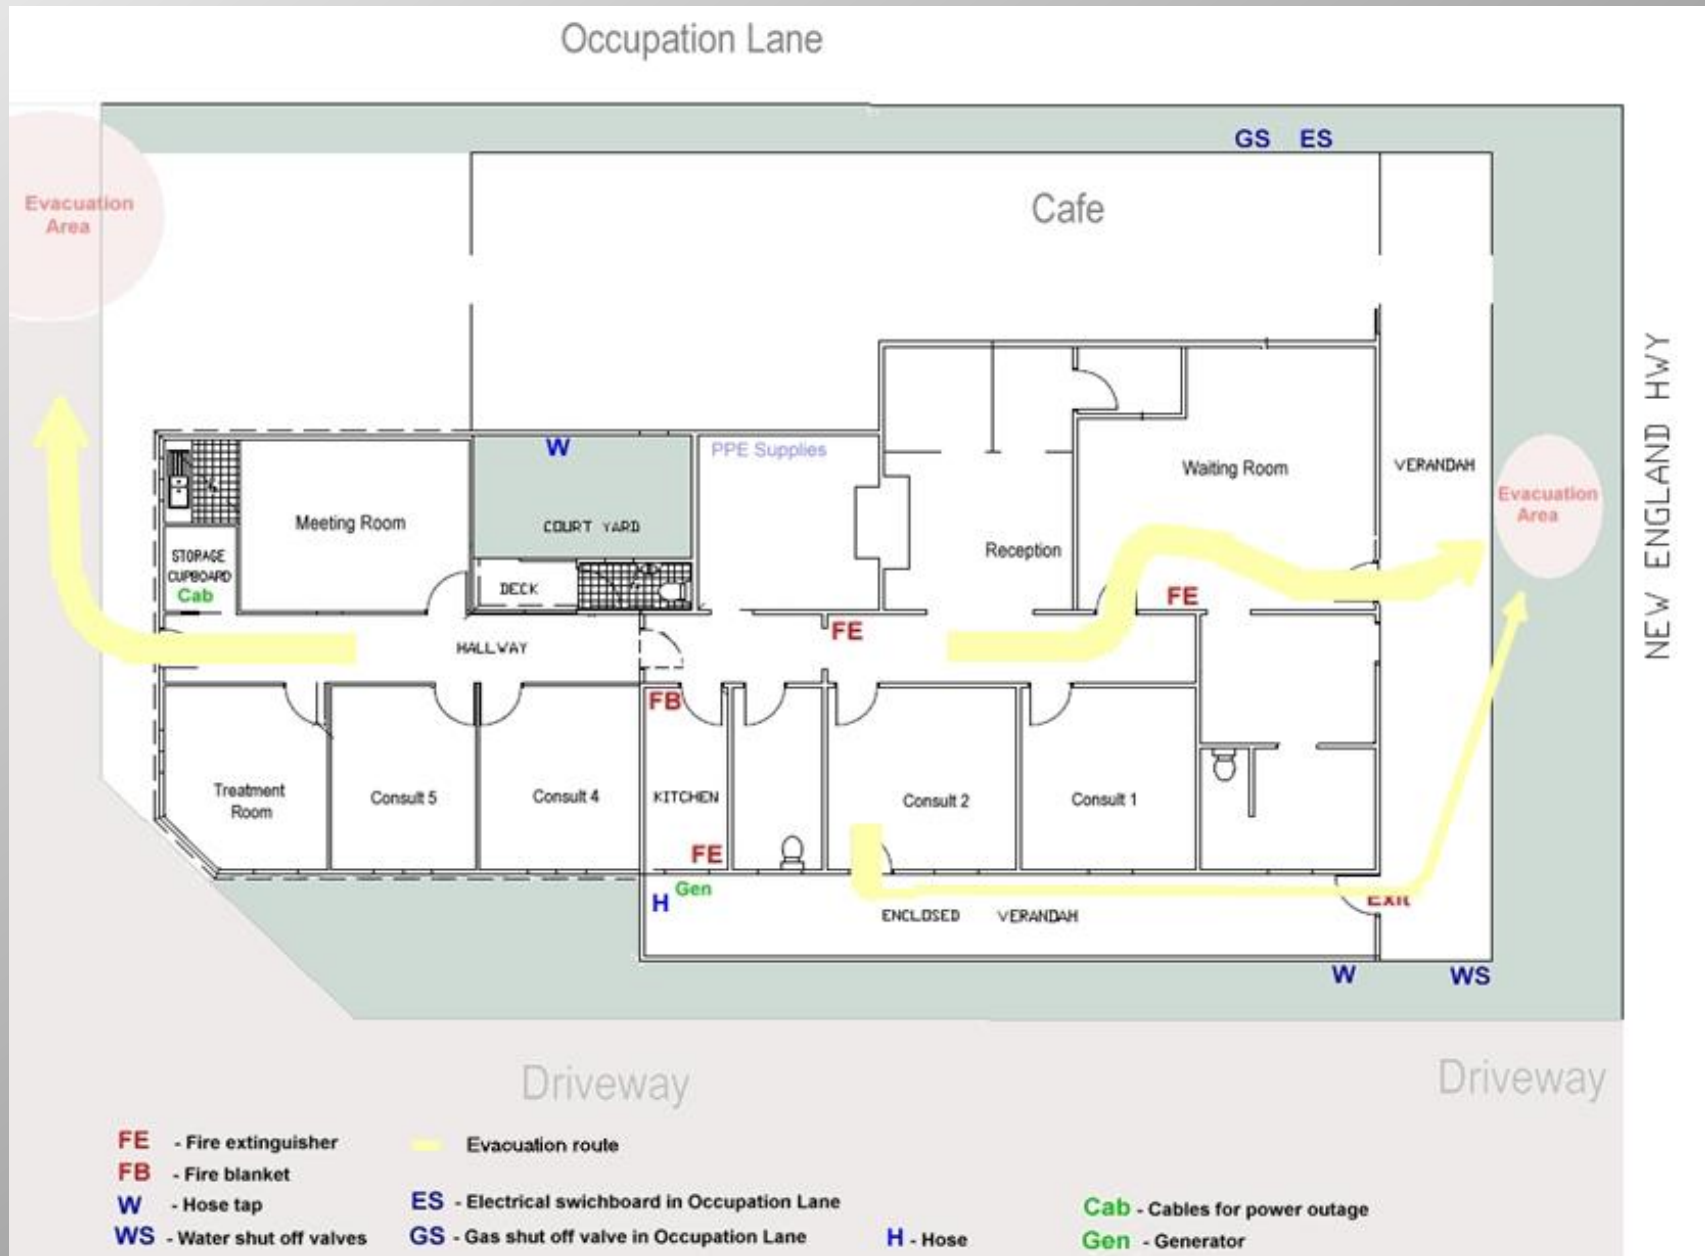 Occupation Lane
GS ES
Evacuation
Area
Cafe
NEW ENGLAND HWY
W
PPE Supplies
Waiting Room
VERANDAH
Evacuation
Area
Meeting Room
COURT YARD
Reception
STORAGE
CUPBOARD
Cab
DECK
FE
FE
HALLWAY
FB
Treatment
Room
Consult 5
Consult 4
KITCHEN
Consult 2
Consult 1
FE
Gen
H
Exit
ENCLOSED VERANDAH
W
WS
Driveway
Driveway
FE - Fire extinguisher
Evacuation route
FB - Fire blanket
W - Hose tap
ES - Electrical swichboard in Occupation Lane
Cab - Cables for power outage
WS - Water shut off valves
GS - Gas shut off valve in Occupation Lane
H - Hose
Gen - Generator